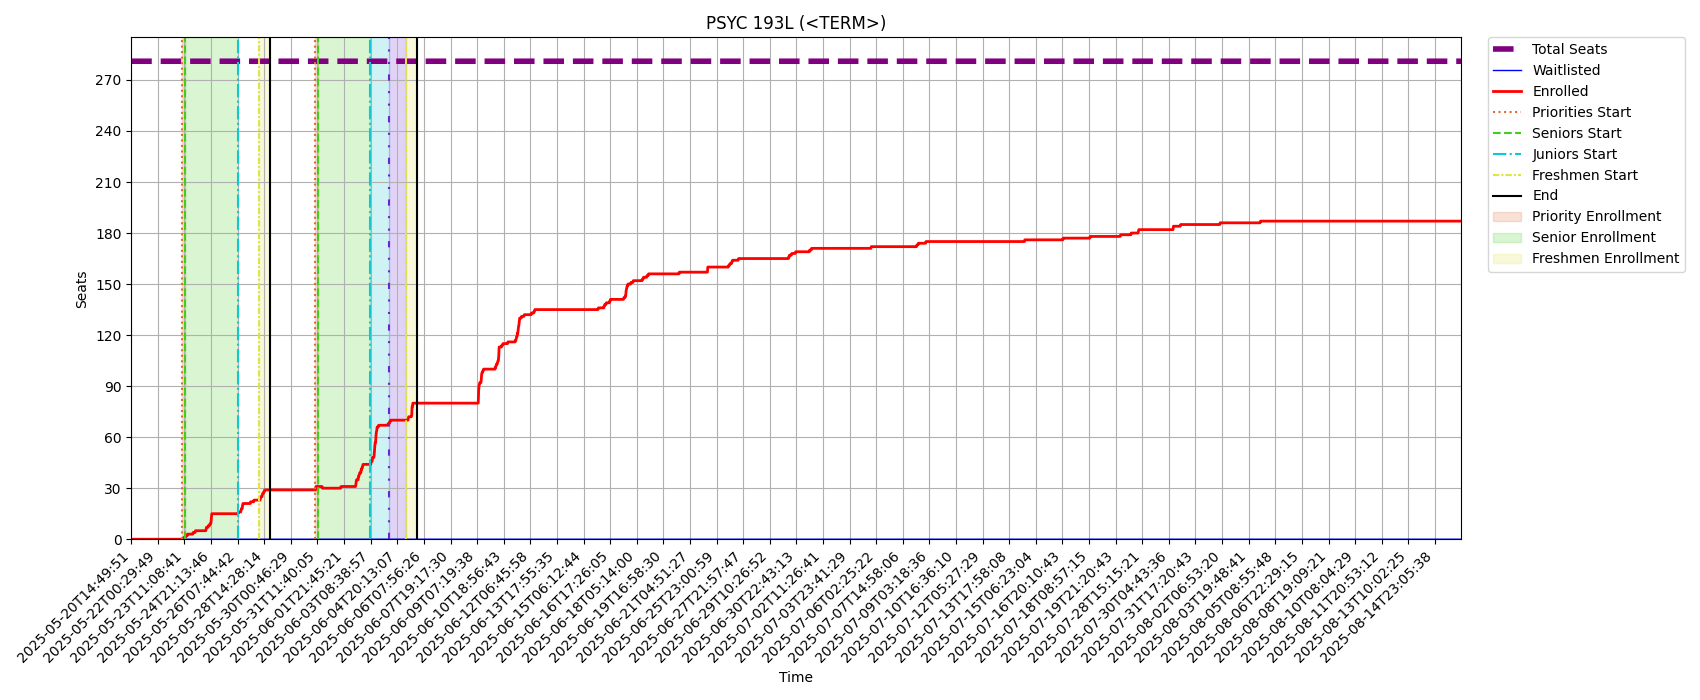 PSYC 193L (<TERM>)
Total Seats
Waitlisted
Enrolled
Priorities Start
Seniors Start
Juniors Start
Freshmen Start
End
Priority Enrollment
Senior Enrollment
Freshmen Enrollment
Seats
270
240
210
180
150
120
90
60
30
0
2025-05-20T14:49:51
2025-05-22T00:29:49
2025-05-23T11:08:41
2025-05-24T21:13:46
2025-05-26T07:44:42
2025-05-28T14:28:14
2025-05-30T00:46:29
2025-05-31T11:40:05
2025-06-01T21:45:21
2025-06-03T08:38:57
2025-06-04T20:13:07
2025-06-06T07:56:26
2025-06-07T19:17:30
2025-06-09T07:19:38
2025-06-10T18:56:43
2025-06-12T06:45:58
2025-06-13T17:55:35
2025-06-15T06:12:44
2025-06-16T17:26:05
2025-06-18T05:14:00
2025-06-19T16:58:30
2025-06-21T04:51:27
2025-06-25T23:00:59
2025-06-27T21:57:47
2025-06-29T10:26:52
2025-06-30T22:43:13
2025-07-02T11:26:41
2025-07-03T23:41:29
2025-07-06T02:25:22
2025-07-07T14:58:06
2025-07-09T03:18:36
2025-07-10T16:36:10
2025-07-12T05:27:29
2025-07-13T17:58:08
2025-07-15T06:23:04
2025-07-16T20:10:43
2025-07-18T08:57:15
2025-07-19T21:20:43
2025-07-28T16:15:21
2025-07-30T04:43:36
2025-07-31T17:20:43
2025-08-02T06:53:20
2025-08-03T19:48:41
2025-08-05T08:55:48
2025-08-06T22:29:15
2025-08-08T19:09:21
2025-08-10T08:04:29
2025-08-11T20:53:12
2025-08-13T10:02:25
2025-08-14T23:05:38
Time